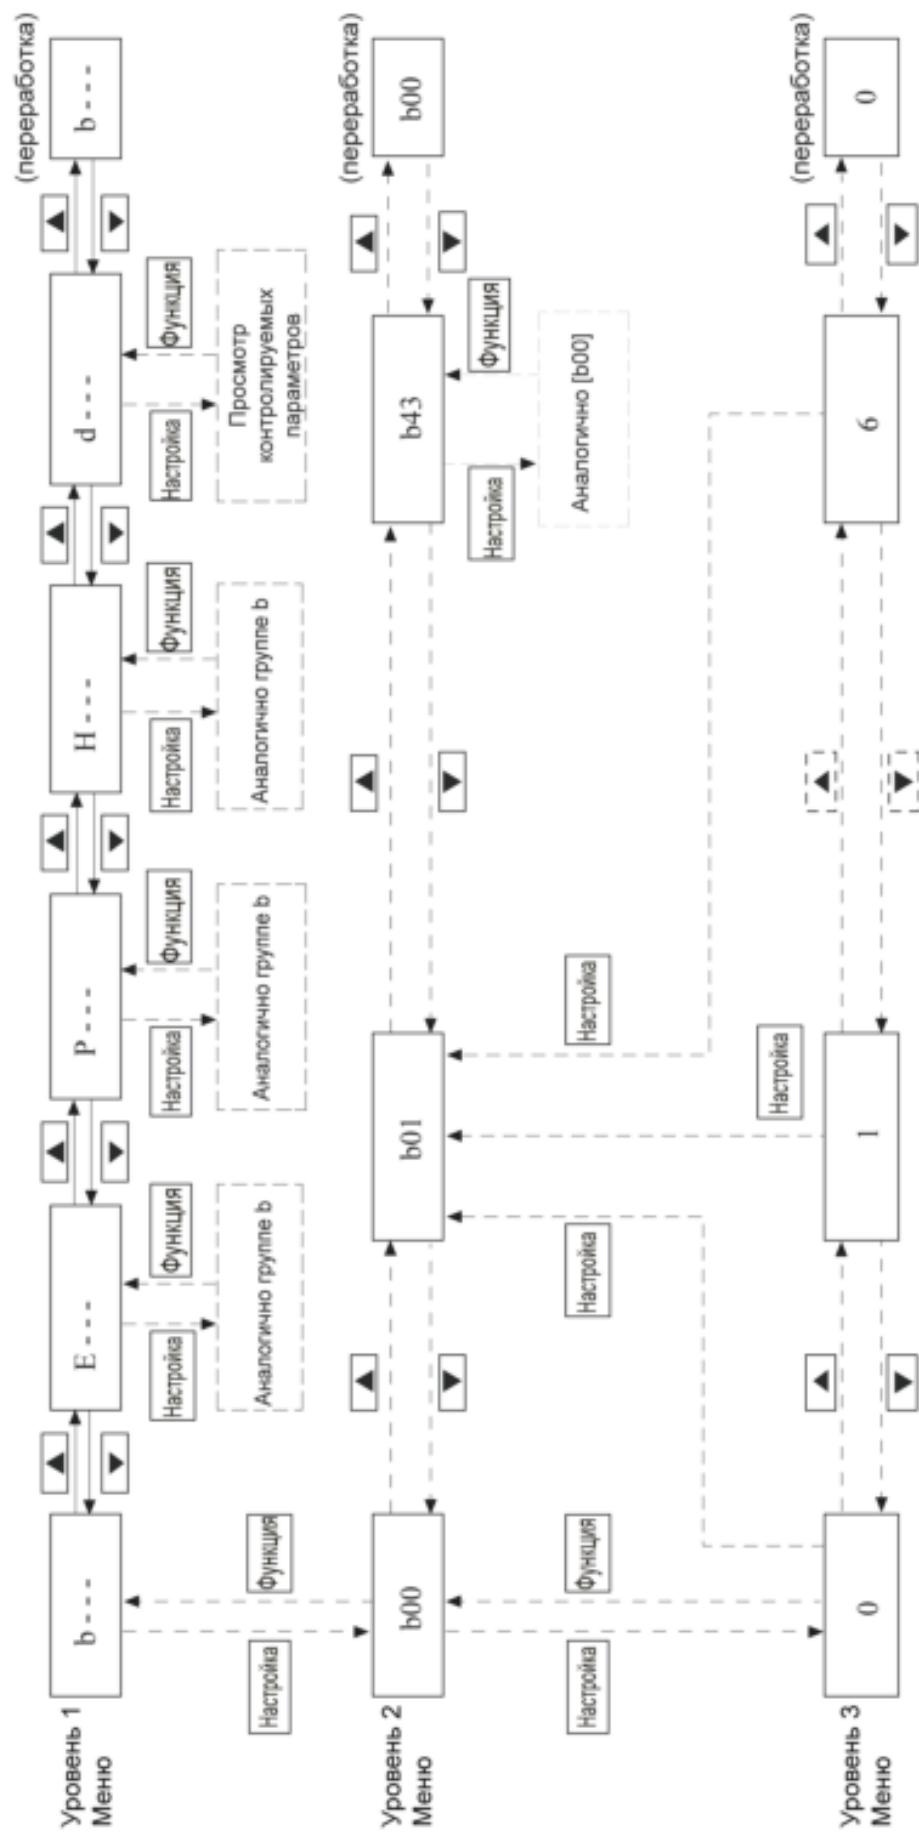 Уровень 1
Меню
b - - -
E - - -
P - - -
H - - -
d - - -
b - - -
(переработка)
▲
▼
▲
▼
▲
▼
▲
▼
▲
▼
Настройка
Функция
Настройка
Функция
Настройка
Функция
Настройка
Функция
Настройка
Функция
Аналогично группе b
Аналогично группе b
Аналогично группе b
Просмотр
контролируемых
параметров
Уровень 2
Меню
b00
b01
b43
b00
(переработка)
▲
▼
▲
▼
▲
▼
Настройка
Функция
Аналогично [b00]
Настройка
Функция
Настройка
Настройка
Настройка
Уровень 3
Меню
0
1
6
0
(переработка)
▲
▼
▲
▼
▲
▼